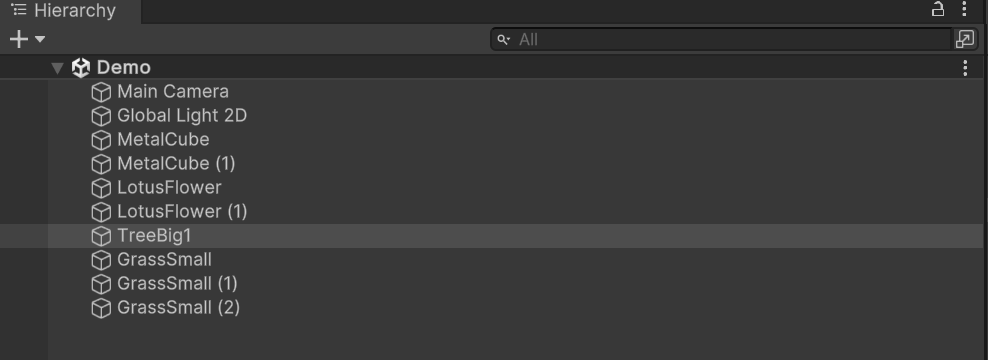 Hierarchy
All
Demo
Main Camera
Global Light 2D
MetalCube
MetalCube (1)
LotusFlower
LotusFlower (1)
TreeBig1
GrassSmall
GrassSmall (1)
GrassSmall (2)